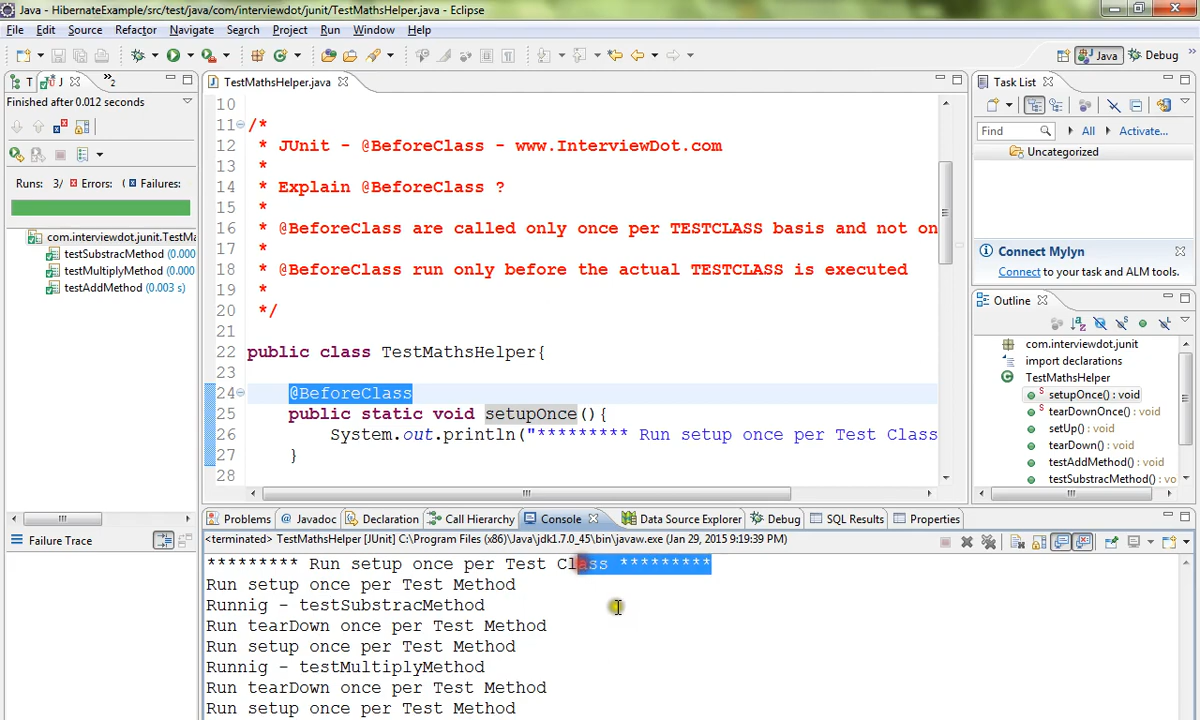 Java - HibernateExample/src/test/java/com/interviewdot/junit/TestMathsHelper.java - Eclipse
File Edit Source Refactor Navigate Search Project Run Window Help
Java Debug
T J 2
Finished after 0.012 seconds
Runs: 3/ Errors: ( Failures:
com.interviewdot.junit.TestMa
testSubstracMethod (0.000
testMultiplyMethod (0.000
testAddMethod (0.003 s)
Failure Trace
TestMathsHelper.java
10
11 /*
12 * JUnit - @BeforeClass - www.InterviewDot.com
13 *
14 * Explain @BeforeClass ?
15 *
16 * @BeforeClass are called only once per TESTCLASS basis and not on
17 *
18 * @BeforeClass run only before the actual TESTCLASS is executed
19 *
20 */
21
22 public class TestMathsHelper{
23
24 @BeforeClass
25 public static void setupOnce(){
26 System.out.println("********* Run setup once per Test Class
27 }
28
Task List
Find All Activate...
Uncategorized
Connect Mylyn
Connect to your task and ALM tools.
Outline
com.interviewdot.junit
import declarations
TestMathsHelper
setupOnce() : void
tearDownOnce() : void
setUp() : void
tearDown() : void
testAddMethod() : void
testSubstracMethod() : vo
Problems Javadoc Declaration Call Hierarchy Console Data Source Explorer Debug SQL Results Properties
<terminated> TestMathsHelper [JUnit] C:\Program Files (x86)\Java\jdk1.7.0_45\bin\javaw.exe (Jan 29, 2015 9:19:39 PM)
********* Run setup once per Test Class *********
Run setup once per Test Method
Runnig - testSubstracMethod
Run tearDown once per Test Method
Run setup once per Test Method
Runnig - testMultiplyMethod
Run tearDown once per Test Method
Run setup once per Test Method